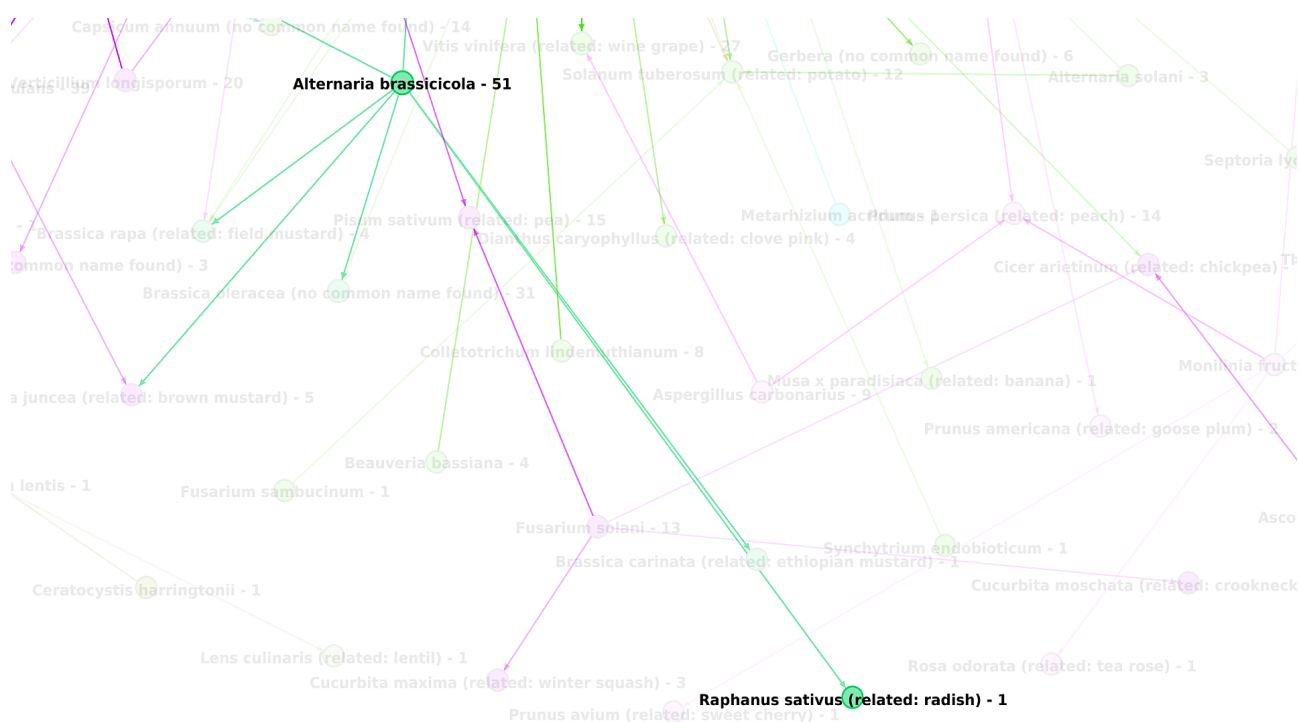 Capsicum annuum (no common name found) - 14
Vitis vinifera (related: wine grape) - 27
Gerbera (no common name found) - 6
Solanum tuberosum (related: potato) - 12
Alternaria solani - 3
Verticillium longisporum - 20
Alternaria brassicicola - 51
Septoria ly
Metarhizium acridum - 1
Prunus persica (related: peach) - 14
Pisum sativum (related: pea) - 15
Brassica rapa (related: field mustard) - 4
Dianthus caryophyllus (related: clove pink) - 4
ommon name found) - 3
Cicer arietinum (related: chickpea) -
Brassica oleracea (no common name found) - 31
Colletotrichum lindemuthianum - 8
Monilinia fruct
Musa x paradisiaca (related: banana) - 1
Aspergillus carbonarius - 9
a juncea (related: brown mustard) - 5
Prunus americana (related: goose plum) - 2
Beauveria bassiana - 4
lentis - 1
Fusarium sambucinum - 1
Asco
Fusarium solani - 13
Synchytrium endobioticum - 1
Brassica carinata (related: ethiopian mustard) - 1
Cucurbita moschata (related: crookneck
Ceratocystis harringtonii - 1
Lens culinaris (related: lentil) - 1
Rosa odorata (related: tea rose) - 1
Cucurbita maxima (related: winter squash) - 3
Raphanus sativus (related: radish) - 1
Prunus avium (related: sweet cherry) - 1